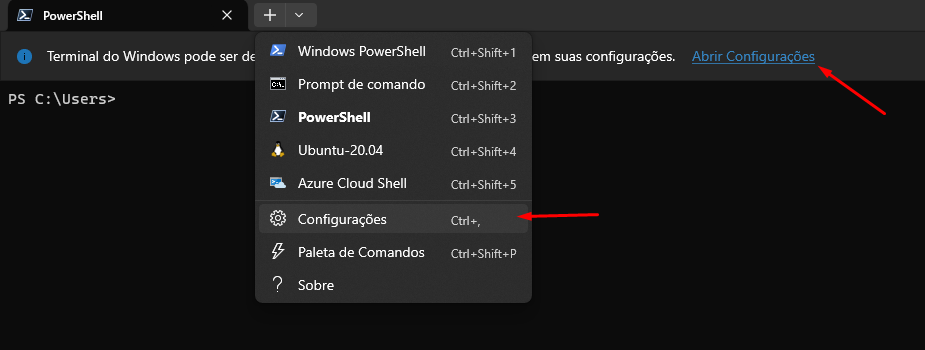 PowerShell
Terminal do Windows pode ser de
em suas configurações. Abrir Configurações
PS C:\Users>
Windows PowerShell Ctrl+Shift+1
Prompt de comando Ctrl+Shift+2
PowerShell Ctrl+Shift+3
Ubuntu-20.04 Ctrl+Shift+4
Azure Cloud Shell Ctrl+Shift+5
Configurações Ctrl+,
Paleta de Comandos Ctrl+Shift+P
Sobre